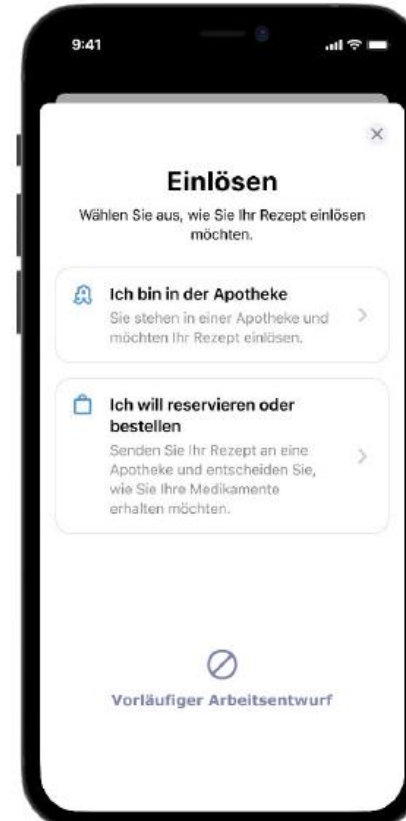 9:41
Einlösen
Wählen Sie aus, wie Sie Ihr Rezept einlösen
möchten.
Ich bin in der Apotheke
Sie stehen in einer Apotheke und
möchten Ihr Rezept einlösen.
Ich will reservieren oder
bestellen
Senden Sie Ihr Rezept an eine
Apotheke und entscheiden Sie,
wie Sie Ihre Medikamente
erhalten möchten.
Vorläufiger Arbeitsentwurf